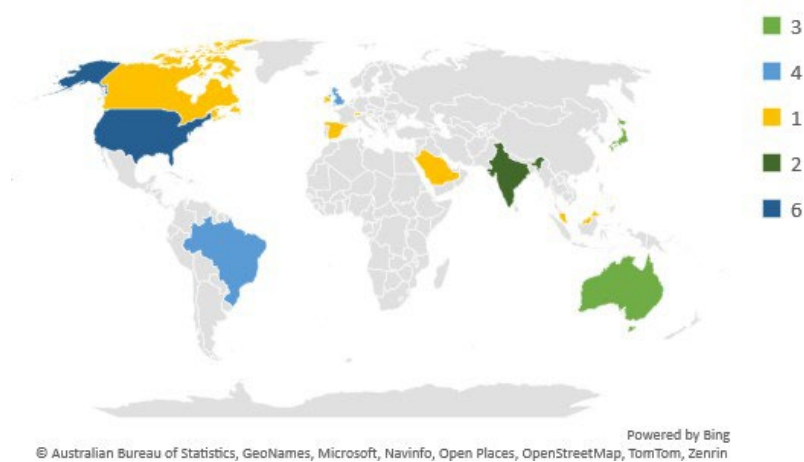 3
4
1
2
6
Powered by Bing
© Australian Bureau of Statistics, GeoNames, Microsoft, Navinfo, Open Places, OpenStreetMap, TomTom, Zenrin